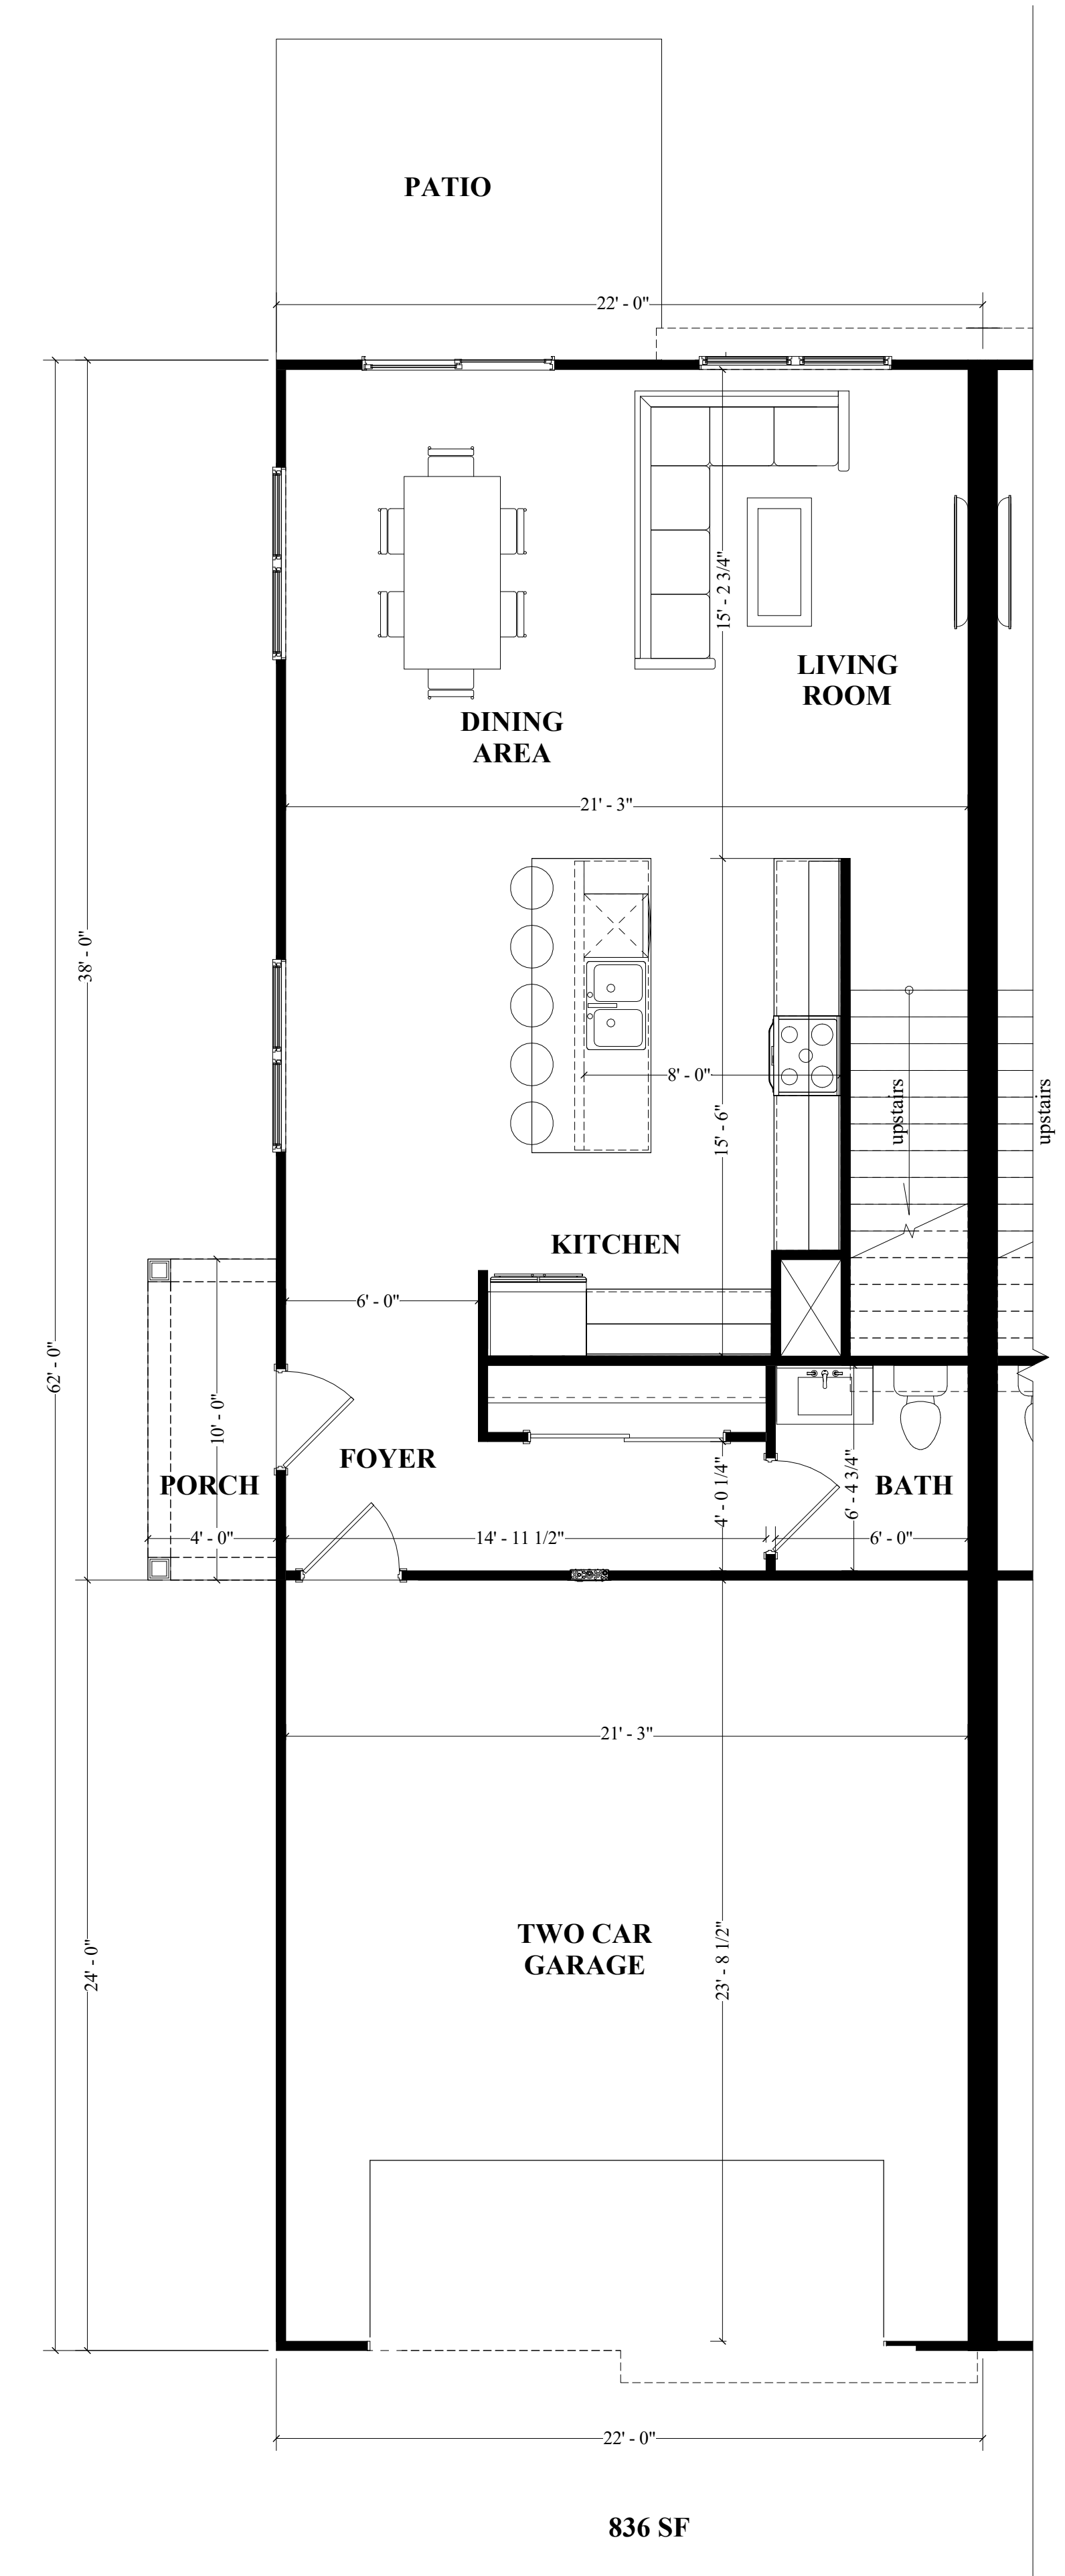 PATIO
22' - 0"
15' - 2 3/4"
LIVING
ROOM
DINING
AREA
21' - 3"
38' - 0"
8' - 0"
upstairs
upstairs
15' - 6"
KITCHEN
6' - 0"
62' - 0"
10' - 0"
FOYER
PORCH
4' - 0 1/4"
6' - 4 3/4"
BATH
4' - 0"
14' - 11 1/2"
6' - 0"
21' - 3"
TWO CAR
GARAGE
24' - 0"
23' - 8 1/2"
22' - 0"
836 SF